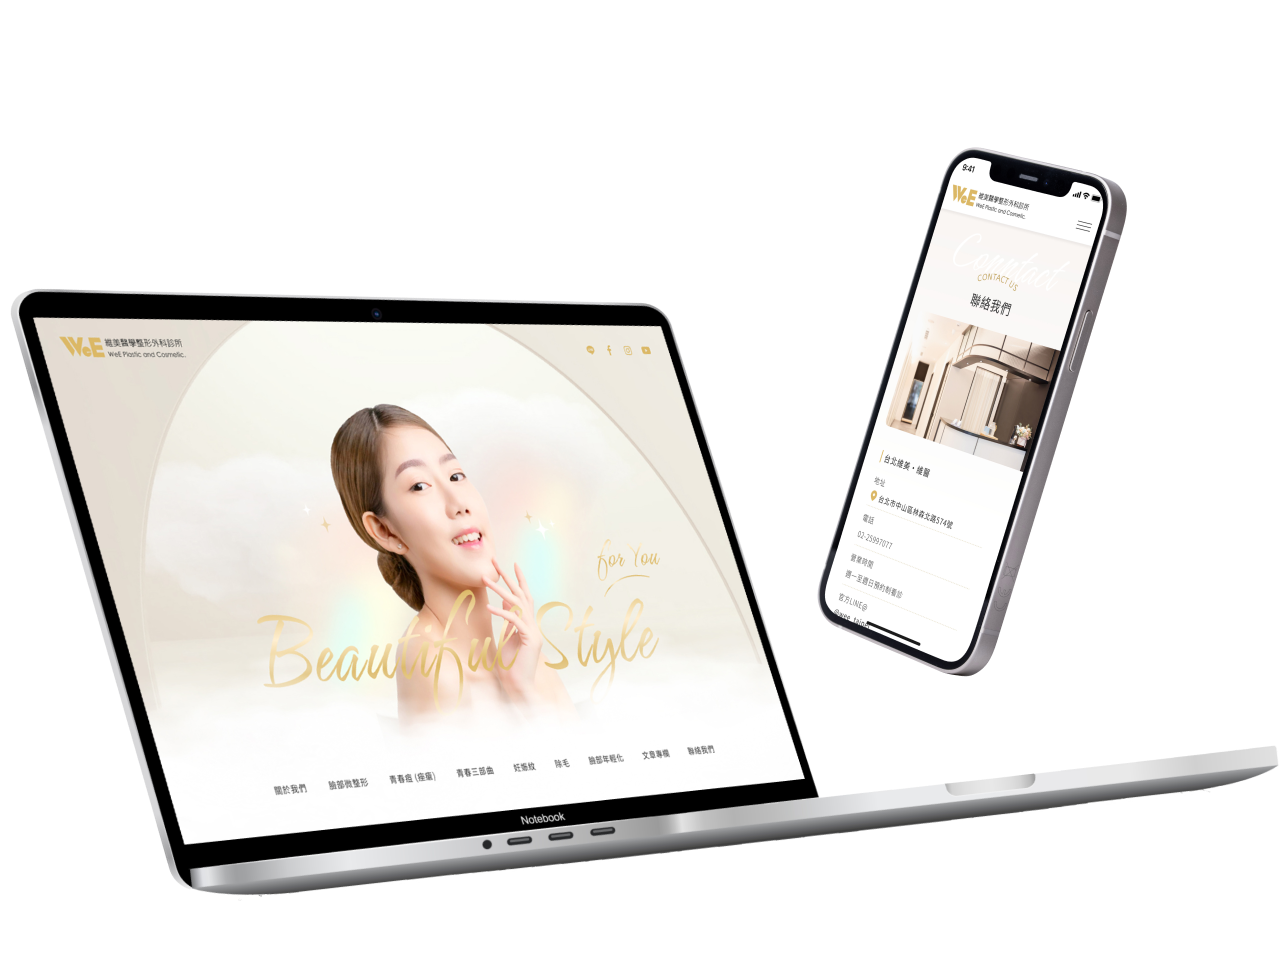 WeE 維美醫學整形外科診所
WeE Plastic and Cosmetic.
for You
Beautiful Style
關於我們 臉部微整形 青春痘 (痤瘡) 青春三部曲 妊娠紋 除毛 臉部年輕化 文章專欄 聯絡我們
Notebook
9:41
WeE 維美醫學整形外科診所
WeE Plastic and Cosmetic.
Conntact
CONTACT US
聯絡我們
台北維美・維醫
地址
台北市中山區林森北路574號
電話
02-25997077
營業時間
週一至週日預約制看診
官方LINE@